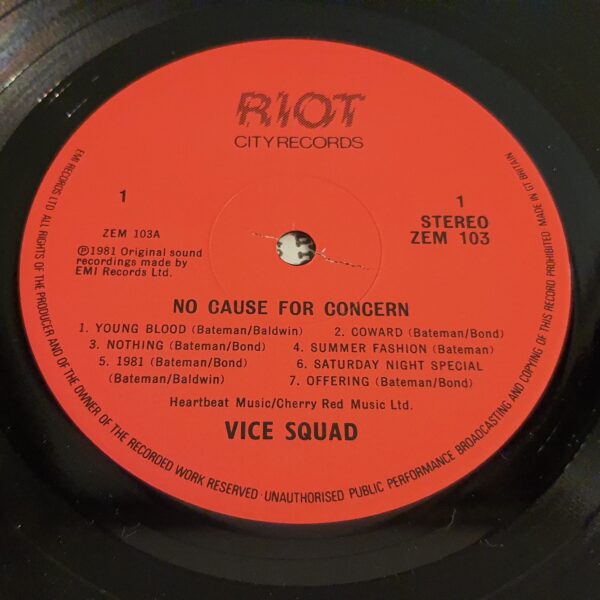 RIOT
CITY RECORDS
1
1
STEREO
ZEM 103A
ZEM 103
℗1981 Original sound
recordings made by
EMI Records Ltd.
NO CAUSE FOR CONCERN
1. YOUNG BLOOD (Bateman/Baldwin) 2. COWARD (Bateman/Bond)
3. NOTHING (Bateman/Bond) 4. SUMMER FASHION (Bateman)
5. 1981 (Bateman/Bond) 6. SATURDAY NIGHT SPECIAL
(Bateman/Baldwin) 7. OFFERING (Bateman/Bond)
Heartbeat Music/Cherry Red Music Ltd.
VICE SQUAD
EMI RECORDS LTD ALL RIGHTS OF THE PRODUCER AND OF THE OWNER OF THE RECORDED WORK RESERVED · UNAUTHORISED PUBLIC PERFORMANCE BROADCASTING AND COPYING OF THIS RECORD PROHIBITED MADE IN GT BRITAIN